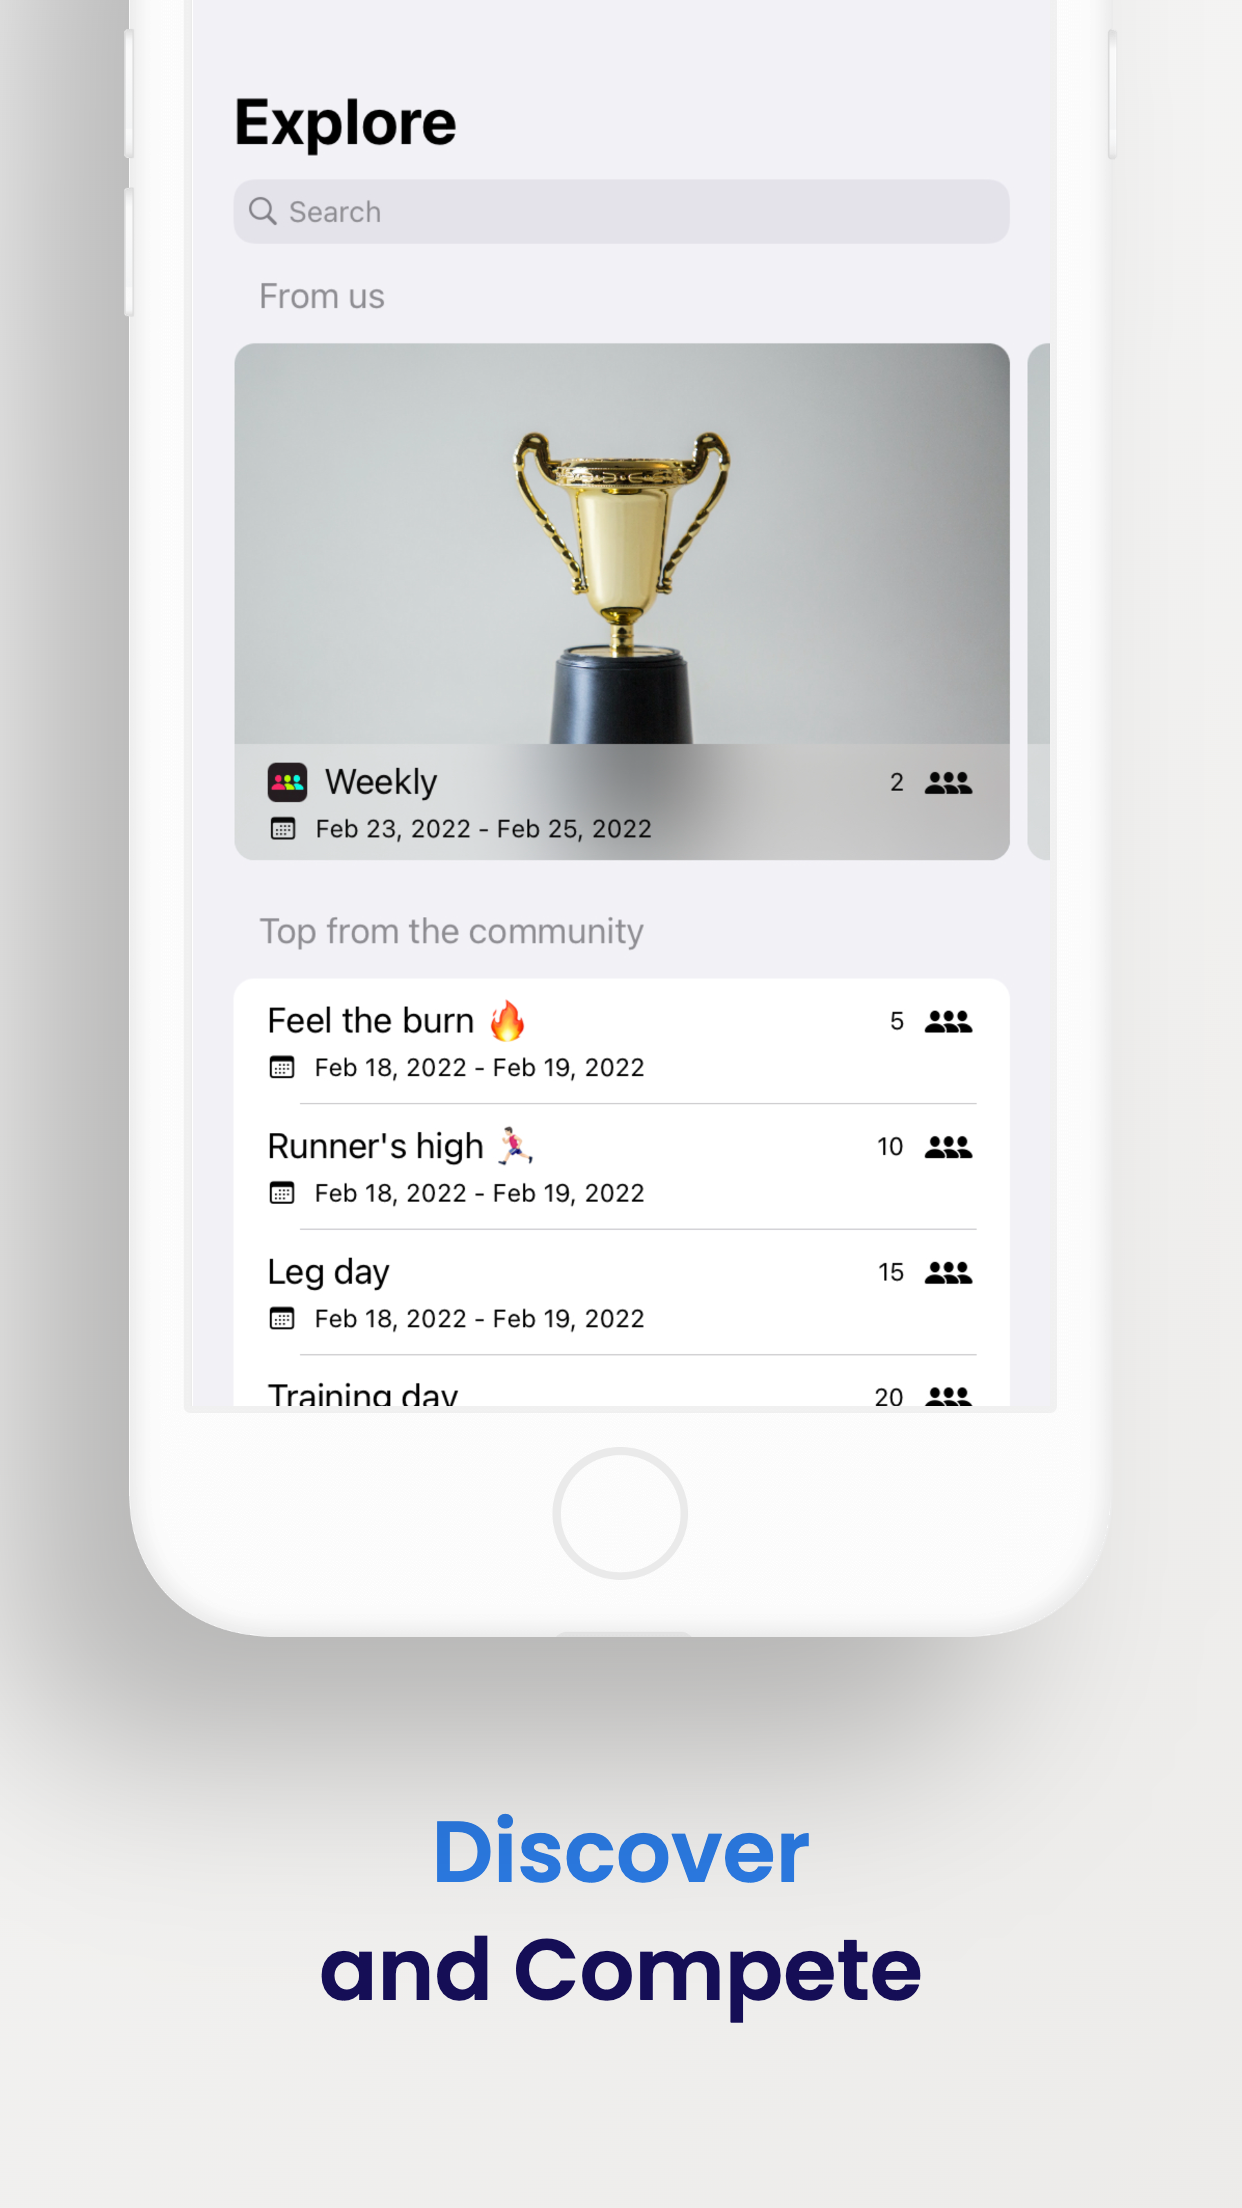 Explore
Search
From us
Weekly 2
Feb 23, 2022 - Feb 25, 2022
Top from the community
Feel the burn 🔥 5
Feb 18, 2022 - Feb 19, 2022
Runner's high 🏃🏻 10
Feb 18, 2022 - Feb 19, 2022
Leg day 15
Feb 18, 2022 - Feb 19, 2022
Training day 20
Discover
and Compete